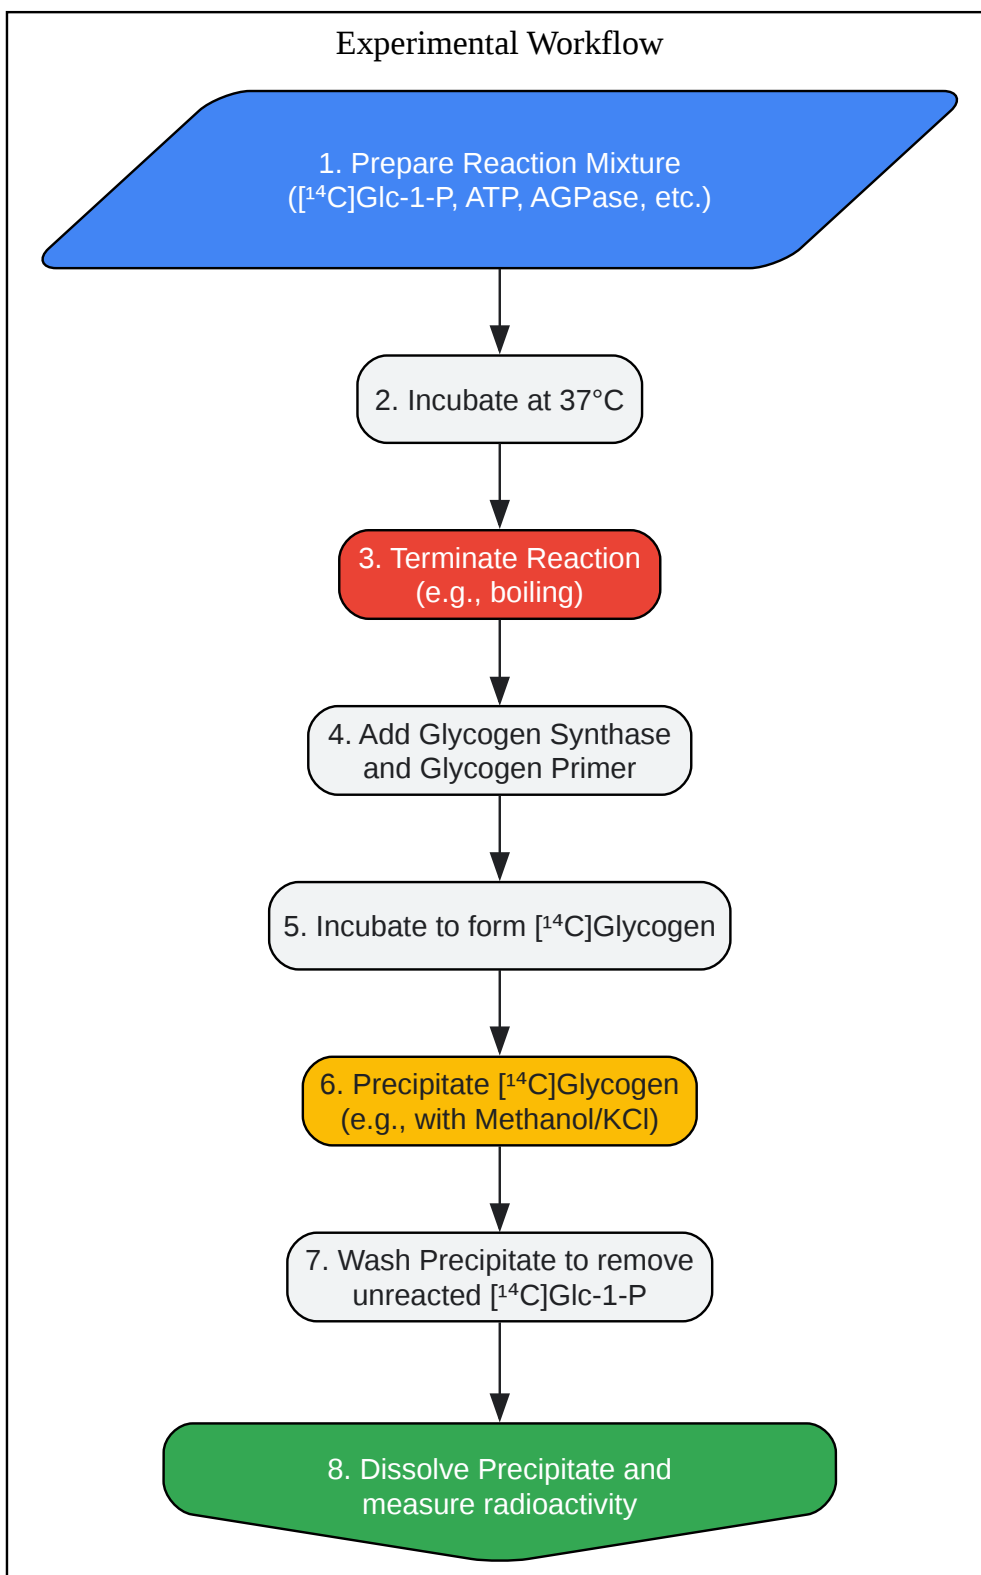 Experimental Workflow
1. Prepare Reaction Mixture
([¹⁴C]Glc-1-P, ATP, AGPase, etc.)
2. Incubate at 37°C
3. Terminate Reaction
(e.g., boiling)
4. Add Glycogen Synthase
and Glycogen Primer
5. Incubate to form [¹⁴C]Glycogen
6. Precipitate [¹⁴C]Glycogen
(e.g., with Methanol/KCl)
7. Wash Precipitate to remove
unreacted [¹⁴C]Glc-1-P
8. Dissolve Precipitate and
measure radioactivity